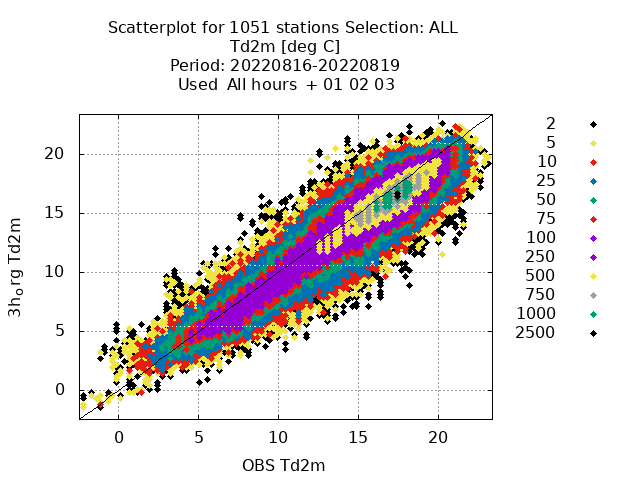 Scatterplot for 1051 stations Selection: ALL
Td2m [deg C]
Period: 20220816-20220819
Used  All hours  + 01 02 03
20
15
10
5
0
3hₒrg Td2m
0 5 10 15 20
OBS Td2m
2
5
10
25
50
75
100
250
500
750
1000
2500